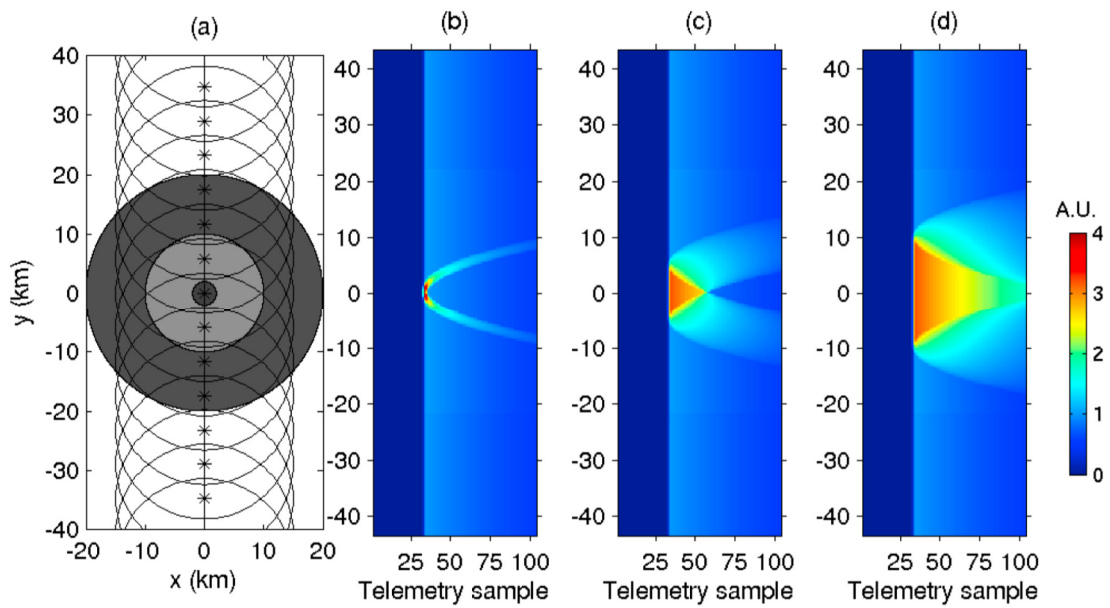 (a) (b) (c) (d)
40 40 40 40
30 30 30 30
20 20 20 20
10 10 10 10
0 0 0 0
-10 -10 -10 -10
-20 -20 -20 -20
-30 -30 -30 -30
-40 -40 -40 -40
y (km)
-20 -10 0 10 20
x (km)
25 50 75 100
Telemetry sample
25 50 75 100
Telemetry sample
25 50 75 100
Telemetry sample
A.U.
4
3
2
1
0